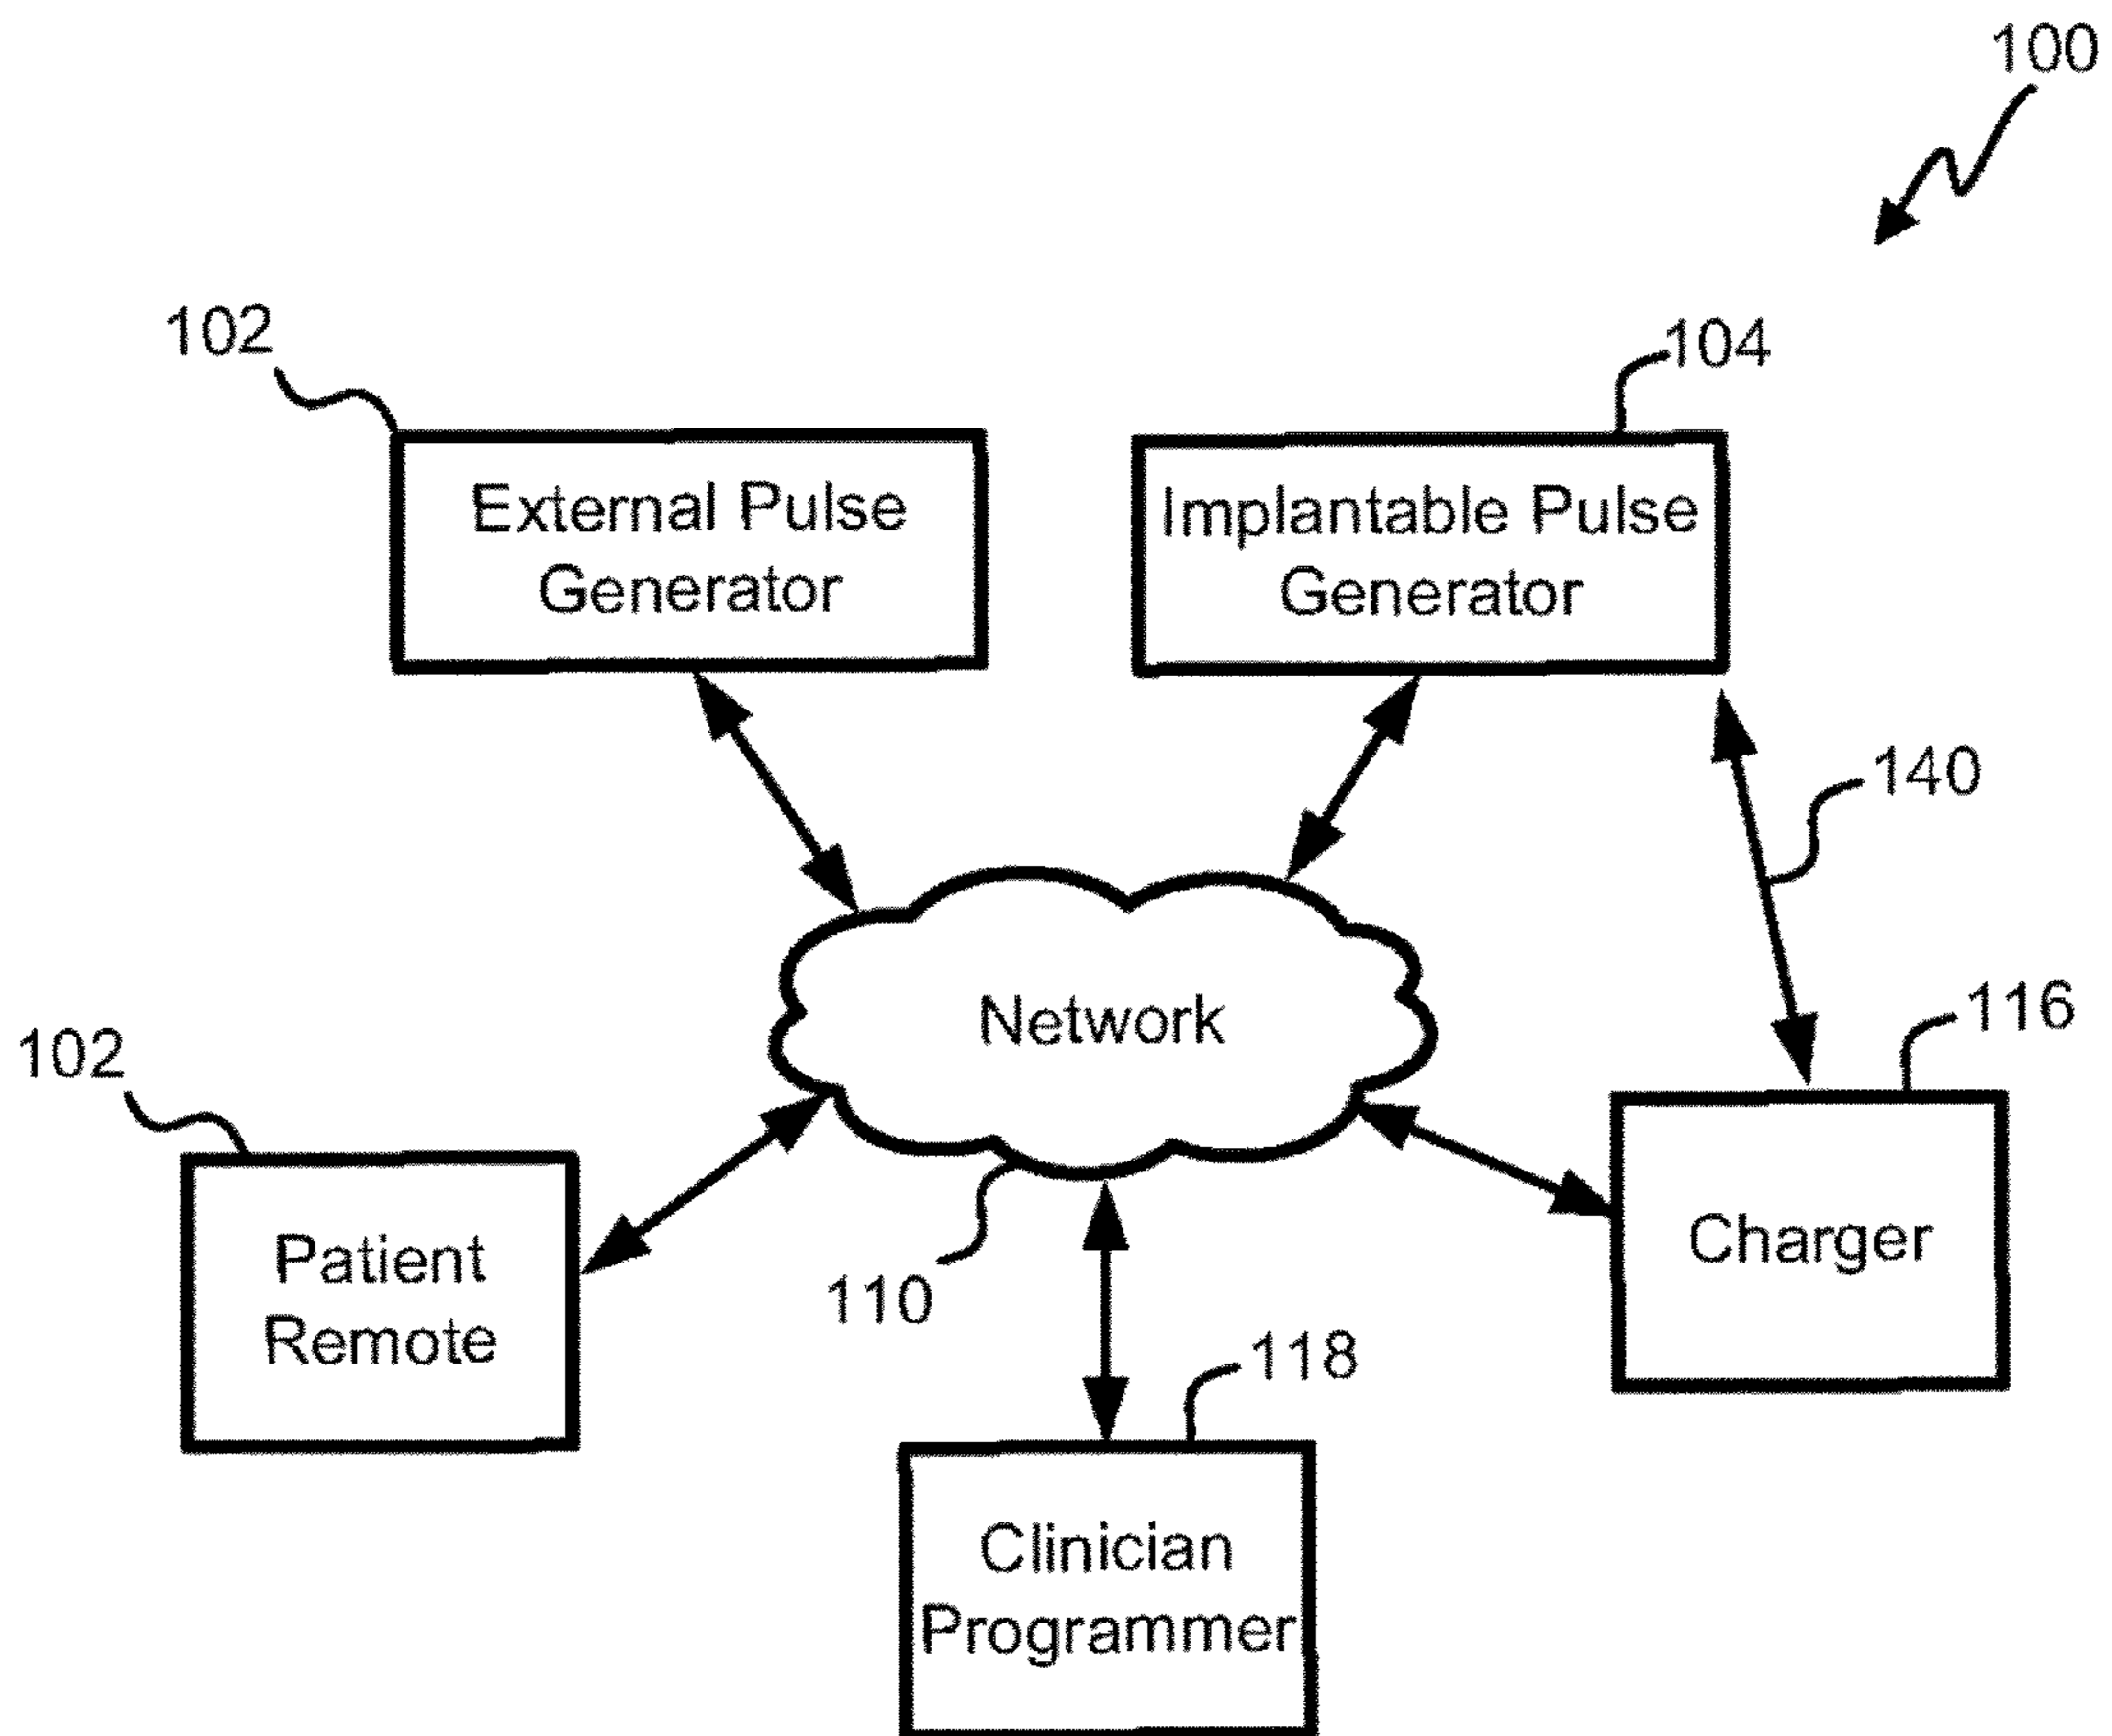 100
102
104
External Pulse
Generator
Implantable Pulse
Generator
140
Network
116
102
Patient
Remote
110
Charger
118
Clinician
Programmer